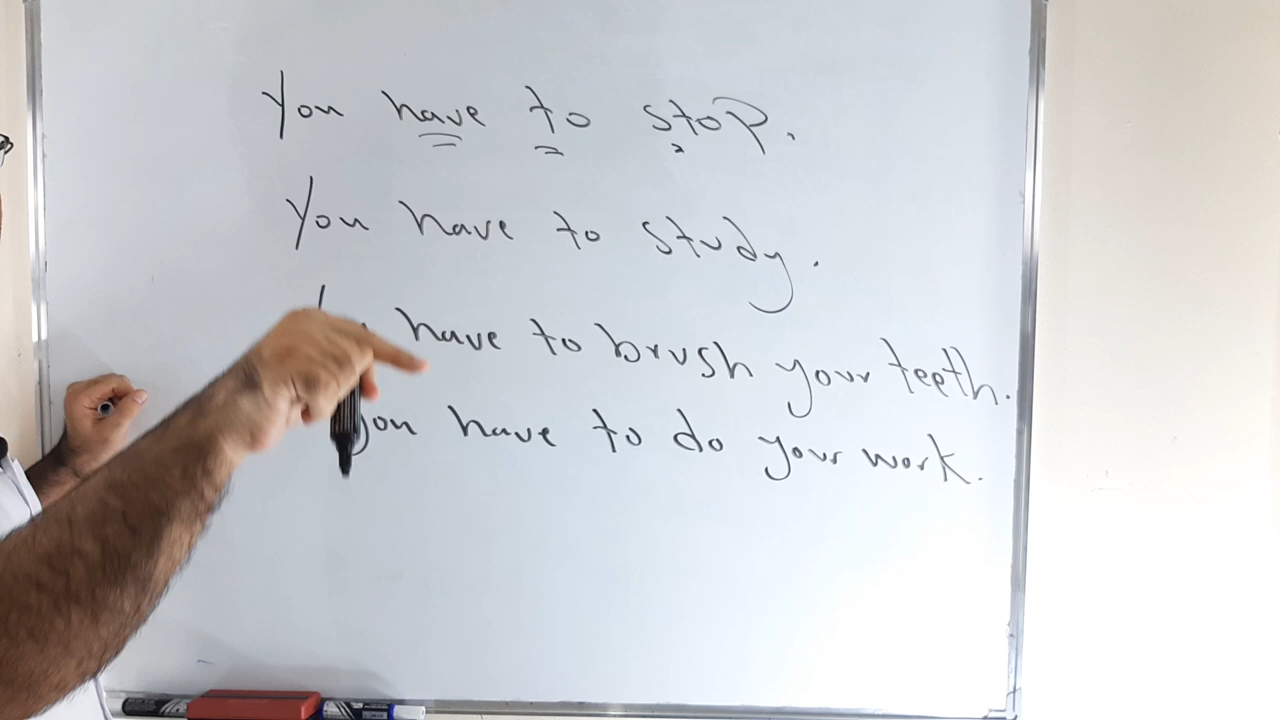 You have to stop.
You have to study.
have to brush your teeth.
you have to do your work.